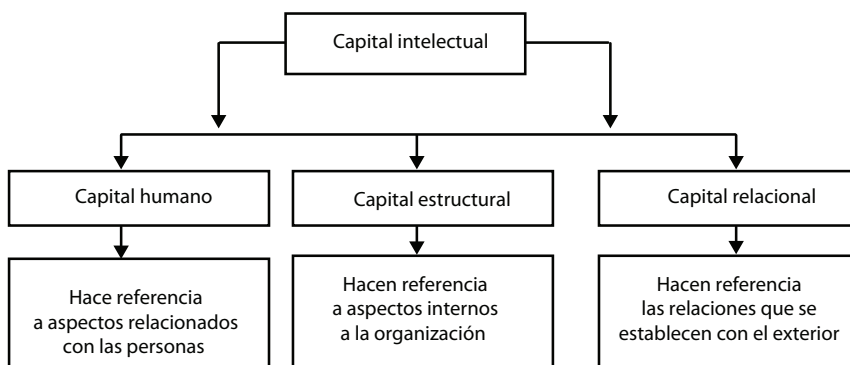 Capital intelectual
Capital humano
Capital estructural
Capital relacional
Hace referencia
a aspectos relacionados
con las personas
Hacen referencia
a aspectos internos
a la organización
Hacen referencia
las relaciones que se
establecen con el exterior